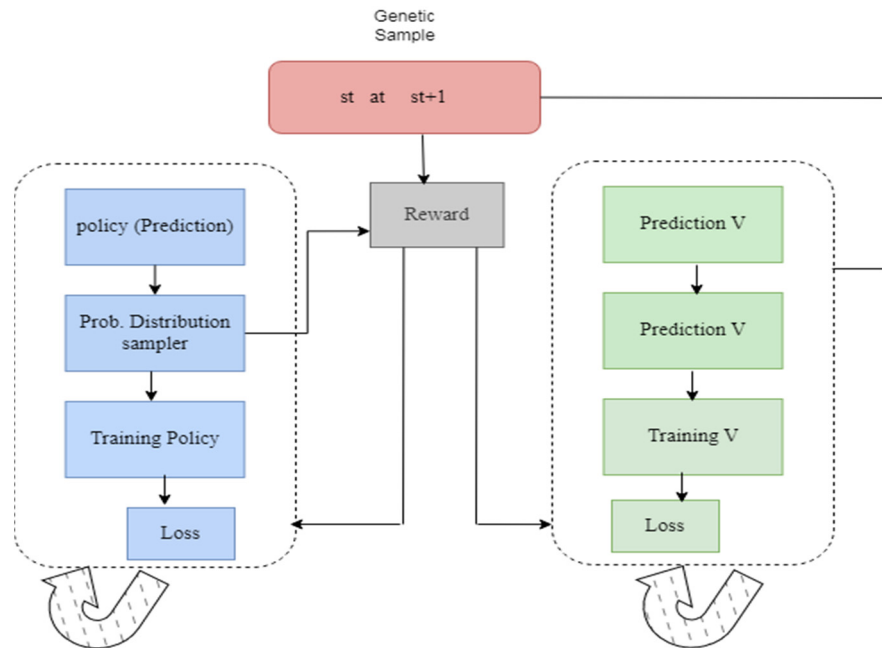 Genetic
Sample
st at st+1
Reward
policy (Prediction)
Prob. Distribution
sampler
Training Policy
Loss
Prediction V
Prediction V
Training V
Loss